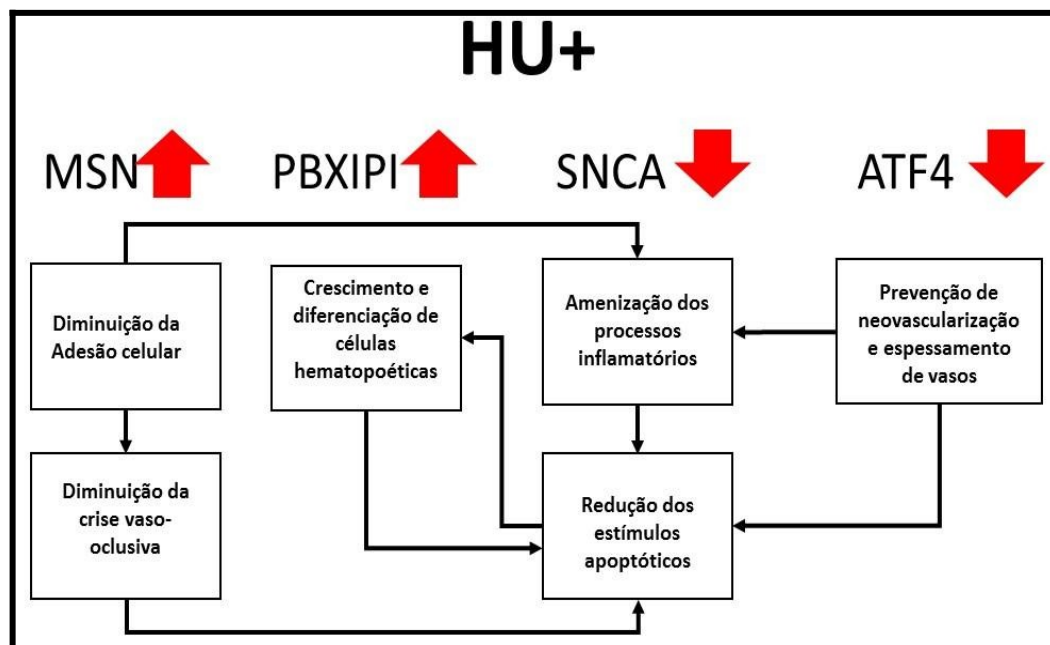 HU+
MSN
PBXIPI
SNCA
ATF4
Diminuição da
Adesão celular
Crescimento e
diferenciação de
células
hematopoéticas
Amenização dos
processos
inflamatórios
Prevenção de
neovascularização
e espessamento
de vasos
Diminuição da
crise vaso-
oclusiva
Redução dos
estímulos
apoptóticos